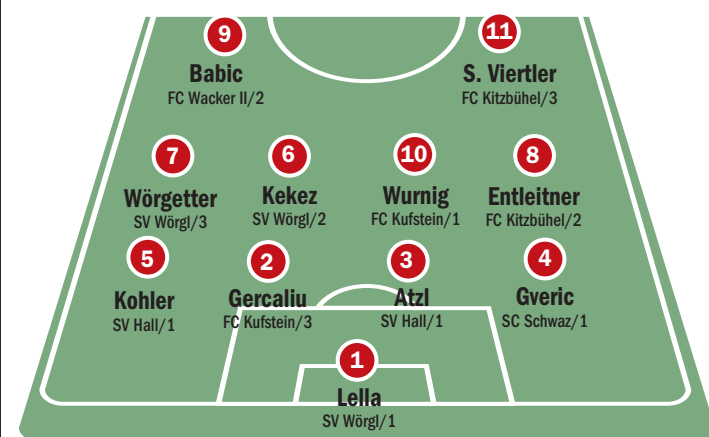 9
Babic
FC Wacker II/2
11
S. Viertler
FC Kitzbühel/3
7
Wörgetter
SV Wörgl/3
6
Kekez
SV Wörgl/2
10
Wurnig
FC Kufstein/1
8
Entleitner
FC Kitzbühel/2
5
Kohler
SV Hall/1
2
Gercaliu
FC Kufstein/3
3
Atzl
SV Hall/1
4
Gveric
SC Schwaz/1
1
Lella
SV Wörgl/1